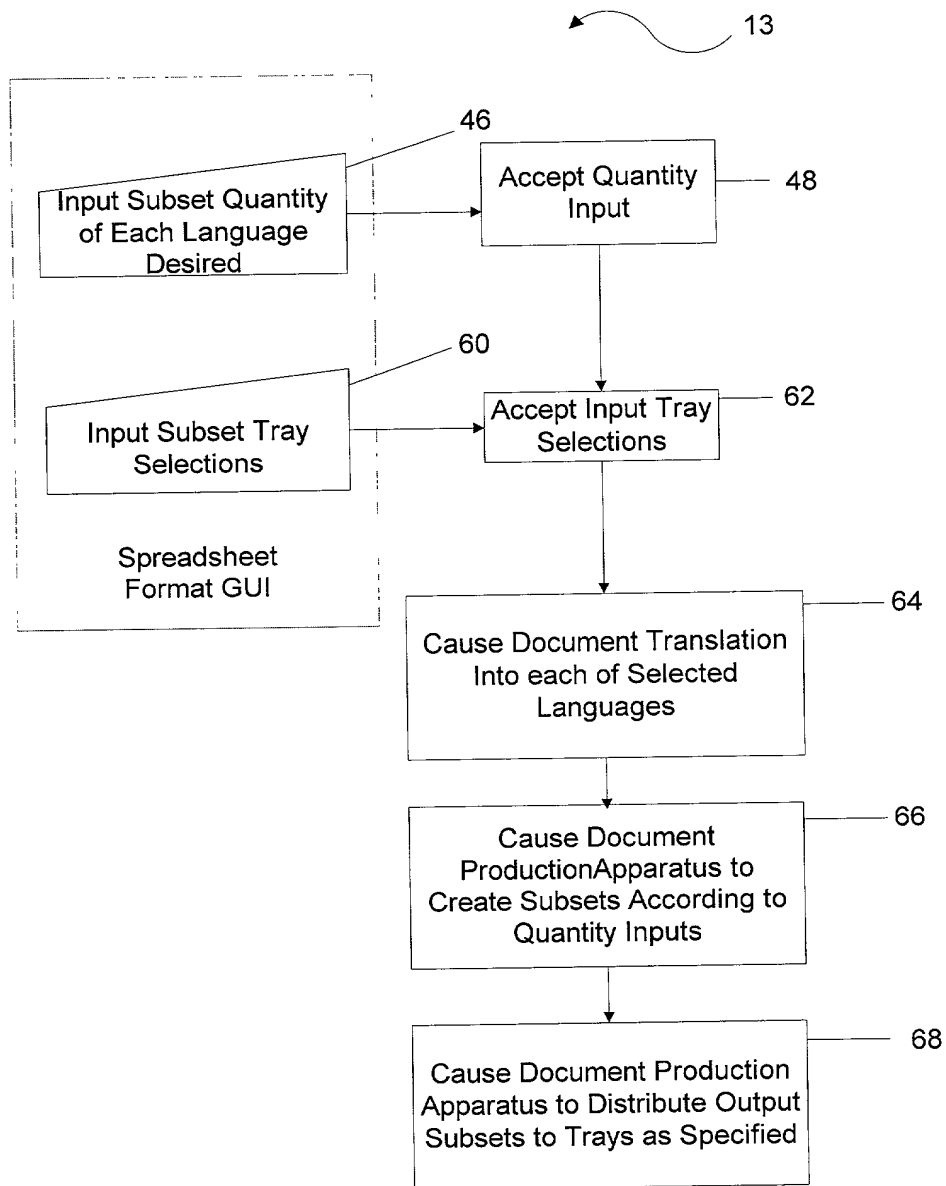 13
46
Input Subset Quantity
of Each Language
Desired
Accept Quantity
Input
48
60
Input Subset Tray
Selections
Accept Input Tray
Selections
62
Spreadsheet
Format GUI
64
Cause Document Translation
Into each of Selected
Languages
66
Cause Document
ProductionApparatus to
Create Subsets According to
Quantity Inputs
68
Cause Document Production
Apparatus to Distribute Output
Subsets to Trays as Specified